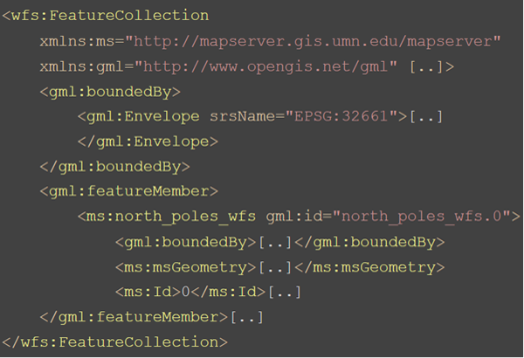 <wfs:FeatureCollection
xmlns:ms="http://mapserver.gis.umn.edu/mapserver"
xmlns:gml="http://www.opengis.net/gml" [..]>
<gml:boundedBy>
<gml:Envelope srsName="EPSG:32661">[..]
</gml:Envelope>
</gml:boundedBy>
<gml:featureMember>
<ms:north_poles_wfs gml:id="north_poles_wfs.0">
<gml:boundedBy>[..]</gml:boundedBy>
<ms:msGeometry>[..]</ms:msGeometry>
<ms:Id>0</ms:Id>[..]
</gml:featureMember>[..]
</wfs:FeatureCollection>